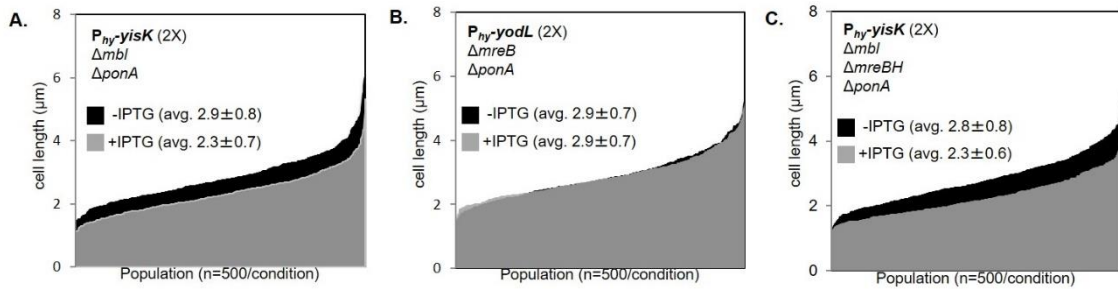 A.
P_hy-yisK (2X)
Δmbl
ΔponA
-IPTG (avg. 2.9±0.8)
+IPTG (avg. 2.3±0.7)
cell length (µm)
8
6
4
2
0
Population (n=500/condition)
B.
P_hy-yodL (2X)
ΔmreB
ΔponA
-IPTG (avg. 2.9±0.7)
+IPTG (avg. 2.9±0.7)
cell length (µm)
8
6
4
2
0
Population (n=500/condition)
C.
P_hy-yisK (2X)
Δmbl
ΔmreBH
ΔponA
-IPTG (avg. 2.8±0.8)
+IPTG (avg. 2.3±0.6)
cell length (µm)
8
6
4
2
0
Population (n=500/condition)